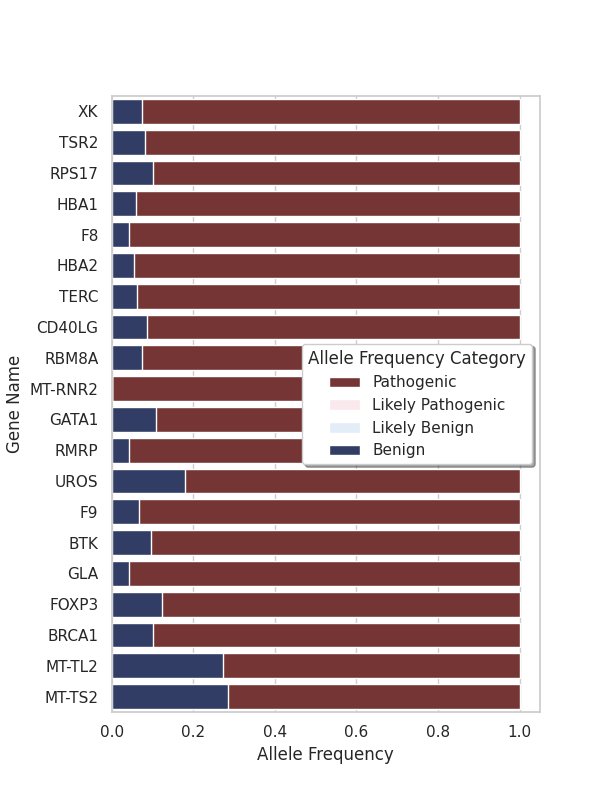 XK
TSR2
RPS17
HBA1
F8
HBA2
TERC
CD40LG
RBM8A
MT-RNR2
GATA1
RMRP
UROS
F9
BTK
GLA
FOXP3
BRCA1
MT-TL2
MT-TS2
Gene Name
Allele Frequency Category
Pathogenic
Likely Pathogenic
Likely Benign
Benign
0.0 0.2 0.4 0.6 0.8 1.0
Allele Frequency